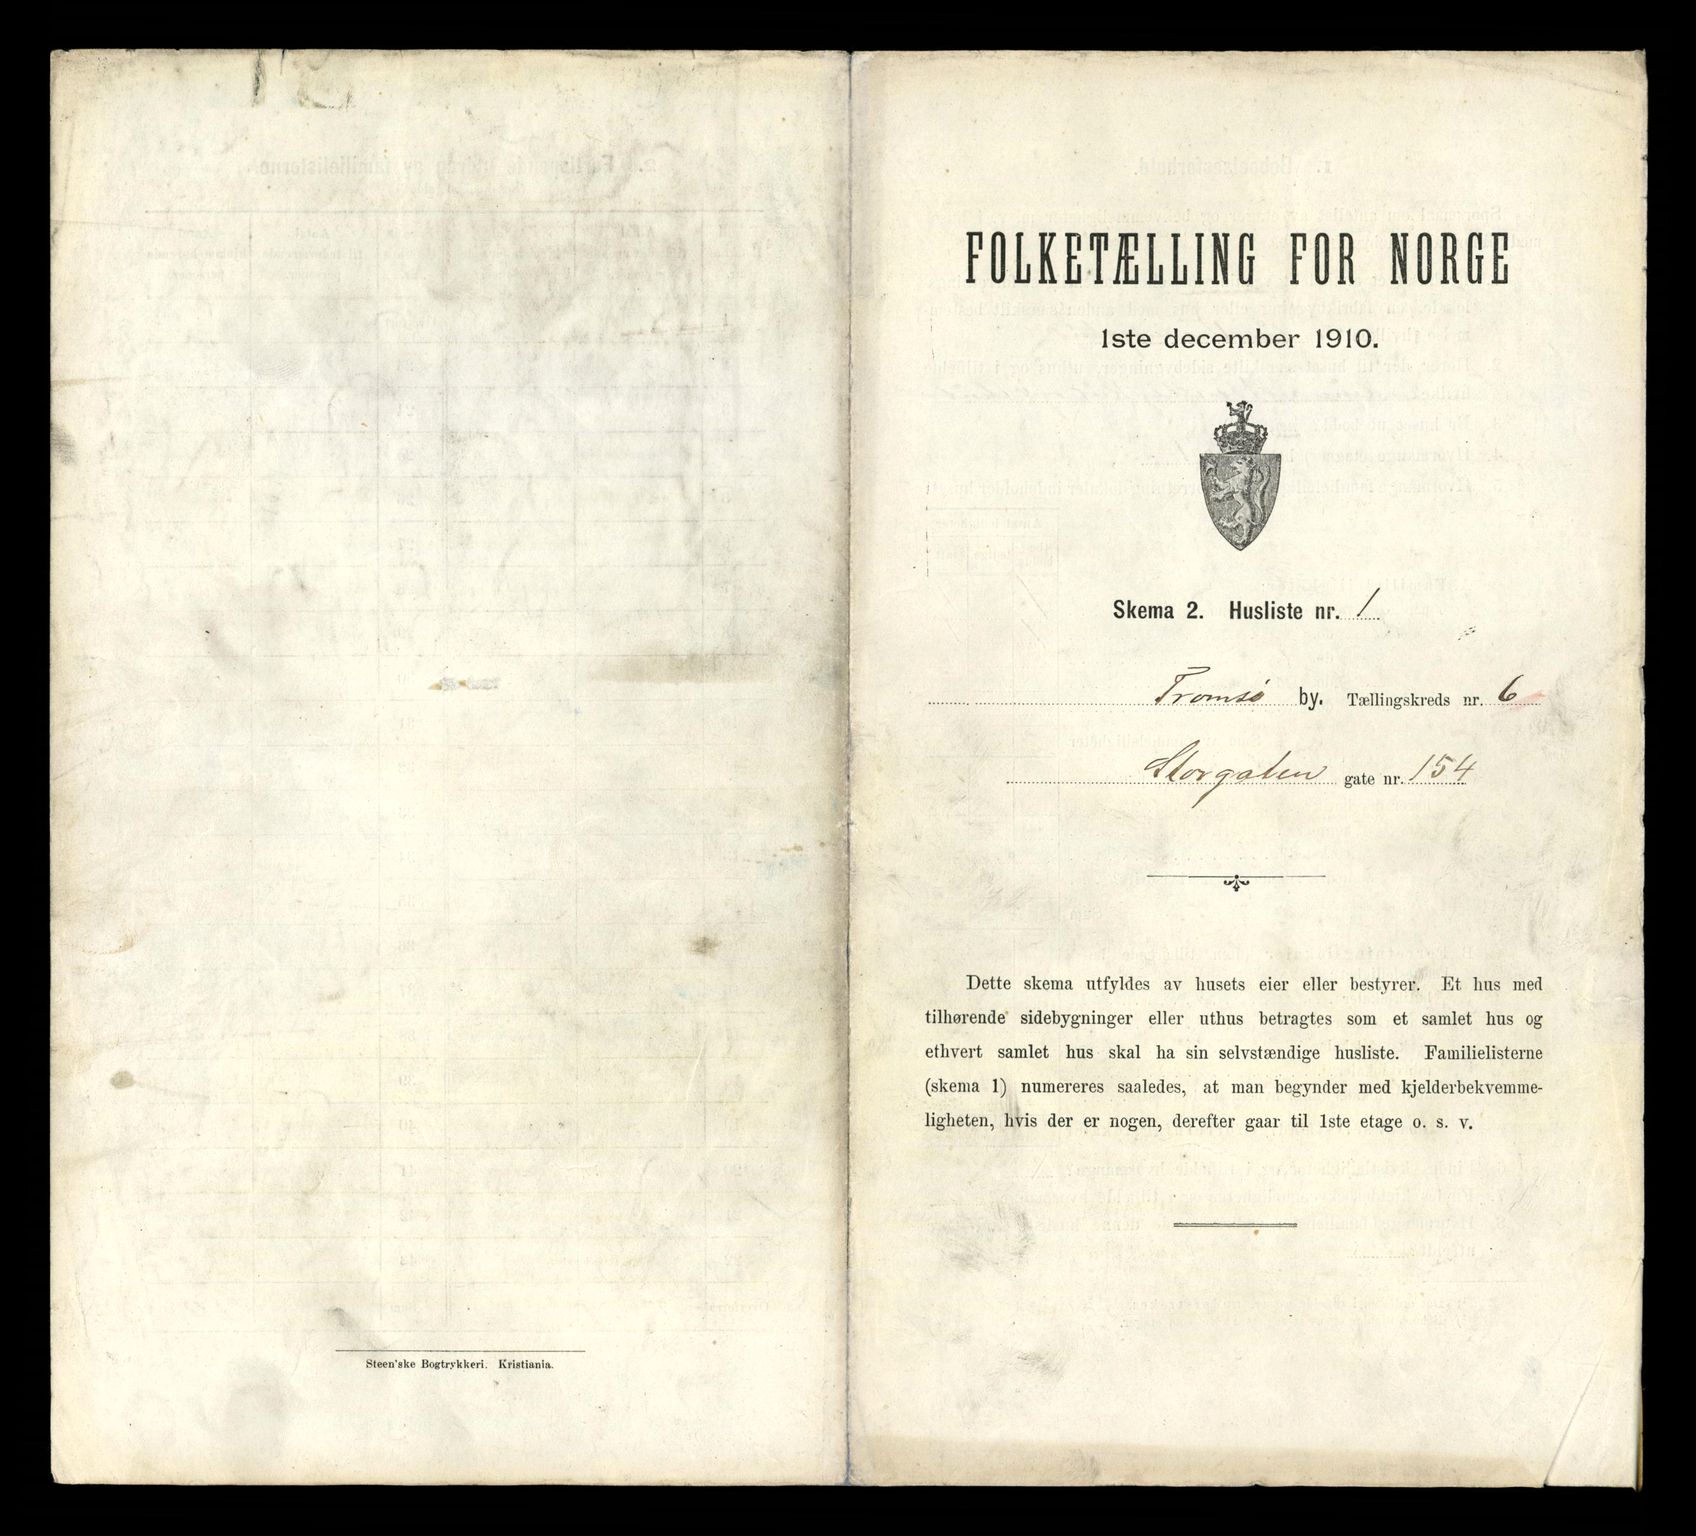 Steen'ske Bogtrykkeri. Kristiania.
FOLKETÆLLING FOR NORGE
1ste december 1910.
Skema 2. Husliste nr. 1
Tromsø by. Tællingskreds nr. 6
Storgaten gate nr. 154
Dette skema utfyldes av husets eier eller bestyrer. Et hus med
tilhørende sidebygninger eller uthus betragtes som et samlet hus og
ethvert samlet hus skal ha sin selvstændige husliste. Familielisterne
(skema 1) numereres saaledes, at man begynder med kjelderbekvemme-
ligheten, hvis der er nogen, derefter gaar til 1ste etage o. s. v.